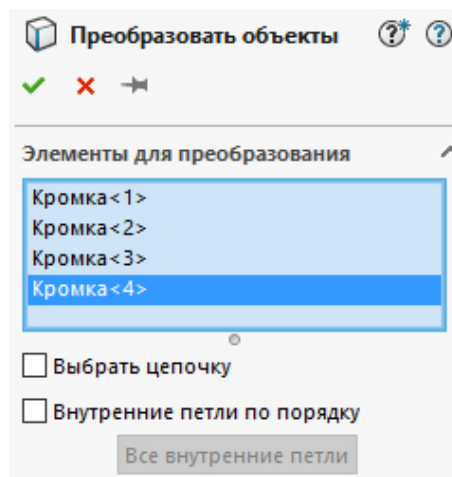 Преобразовать объекты
Элементы для преобразования
Кромка<1>
Кромка<2>
Кромка<3>
Кромка<4>
Выбрать цепочку
Внутренние петли по порядку
Все внутренние петли